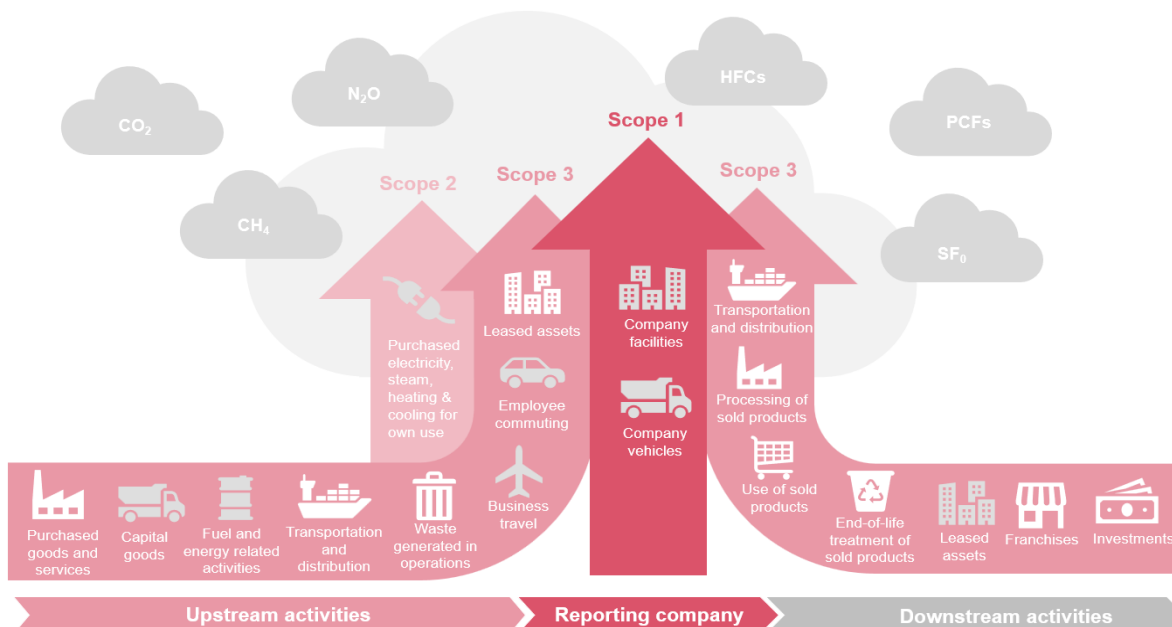 CO₂
N₂O
HFCs
PCFs
CH₄
SF₀
Scope 1
Scope 2
Scope 3
Scope 3
Purchased
electricity,
steam,
heating &
cooling for
own use
Leased assets
Employee
commuting
Business
travel
Company
facilities
Company
vehicles
Transportation
and distribution
Processing of
sold products
Use of sold
products
Purchased
goods and
services
Capital
goods
Fuel and
energy related
activities
Transportation
and
distribution
Waste
generated in
operations
End-of-life
treatment of
sold products
Leased
assets
Franchises
Investments
Upstream activities
Reporting company
Downstream activities